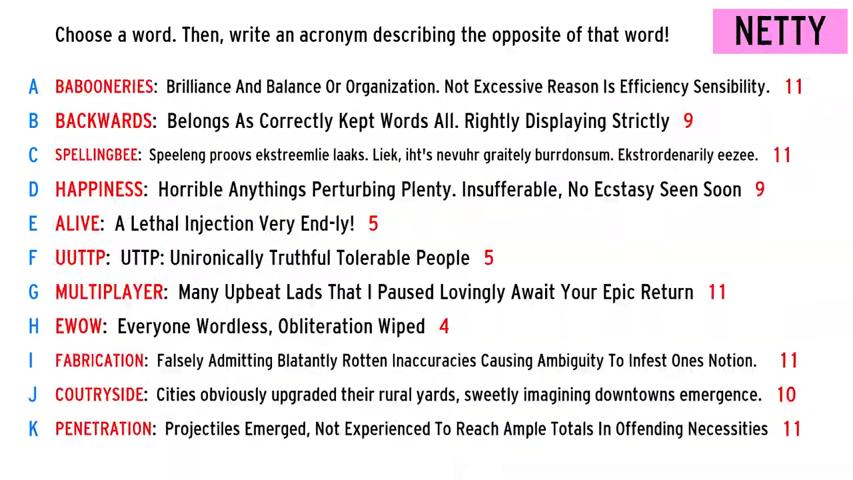 Choose a word. Then, write an acronym describing the opposite of that word!
NETTY
A BABOONERIES: Brilliance And Balance Or Organization. Not Excessive Reason Is Efficiency Sensibility. 11
B BACKWARDS: Belongs As Correctly Kept Words All. Rightly Displaying Strictly 9
C SPELLINGBEE: Speeleng proovs ekstreemlie laaks. Liek, iht's nevuhr graitely burrdonsum. Ekstrordenarily eezee. 11
D HAPPINESS: Horrible Anythings Perturbing Plenty. Insufferable, No Ecstasy Seen Soon 9
E ALIVE: A Lethal Injection Very End-ly! 5
F UUTTP: UTTP: Unironically Truthful Tolerable People 5
G MULTIPLAYER: Many Upbeat Lads That I Paused Lovingly Await Your Epic Return 11
H EWOW: Everyone Wordless, Obliteration Wiped 4
I FABRICATION: Falsely Admitting Blatantly Rotten Inaccuracies Causing Ambiguity To Infest Ones Notion. 11
J COUTRYSIDE: Cities obviously upgraded their rural yards, sweetly imagining downtowns emergence. 10
K PENETRATION: Projectiles Emerged, Not Experienced To Reach Ample Totals In Offending Necessities 11